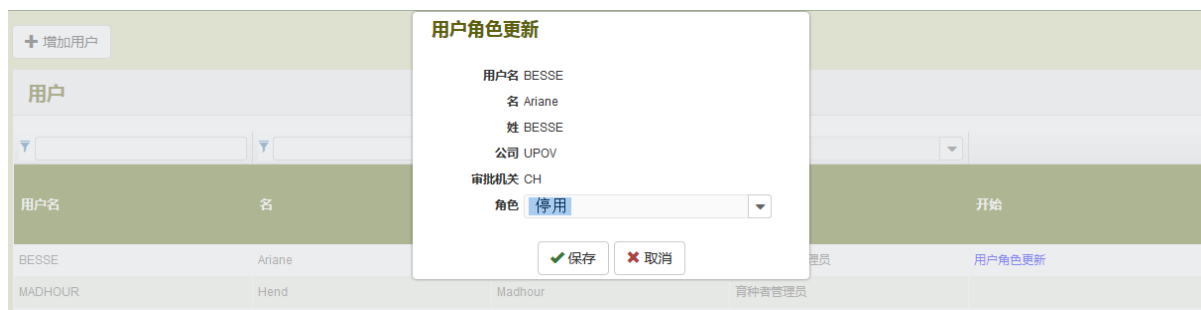 增加用户
用户
用户名 名 开始
BESSE Ariane 理员 用户角色更新
MADHOUR Hend Madhour 育种者管理员
用户角色更新
用户名 BESSE
名 Ariane
姓 BESSE
公司 UPOV
审批机关 CH
角色 停用
保存 取消